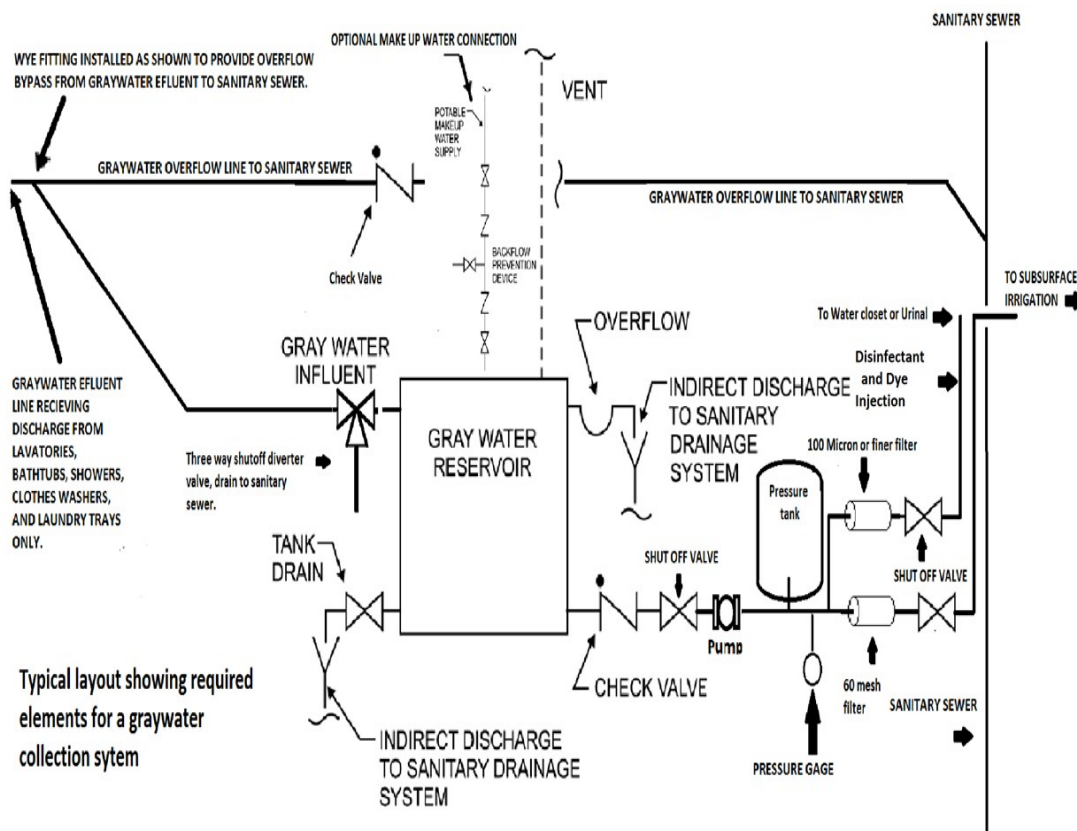 SANITARY SEWER
OPTIONAL MAKE UP WATER CONNECTION
WYE FITTING INSTALLED AS SHOWN TO PROVIDE OVERFLOW
BYPASS FROM GRAYWATER EFLUENT TO SANITARY SEWER.
VENT
POTABLE
MAKEUP
WATER
SUPPLY
GRAYWATER OVERFLOW LINE TO SANITARY SEWER
GRAYWATER OVERFLOW LINE TO SANITARY SEWER
Check Valve
BACKFLOW
PREVENTION
DEVICE
TO SUBSURFACE
IRRIGATION
To Water closet or Urinal
OVERFLOW
GRAY WATER
INFLUENT
Disinfectant
and Dye
Injection
GRAYWATER EFLUENT
LINE RECIEVING
DISCHARGE FROM
LAVATORIES,
BATHTUBS, SHOWERS,
CLOTHES WASHERS,
AND LAUNDRY TRAYS
ONLY.
INDIRECT DISCHARGE
TO SANITARY
DRAINAGE
SYSTEM
GRAY WATER
RESERVOIR
100 Micron or finer filter
Three way shutoff diverter
valve, drain to sanitary
sewer.
Pressure
tank
TANK
DRAIN
SHUT OFF VALVE
SHUT OFF VALVE
Pump
CHECK VALVE
60 mesh
filter
SANITARY SEWER
Typical layout showing required
elements for a graywater
collection sytem
INDIRECT DISCHARGE
TO SANITARY DRAINAGE
SYSTEM
PRESSURE GAGE